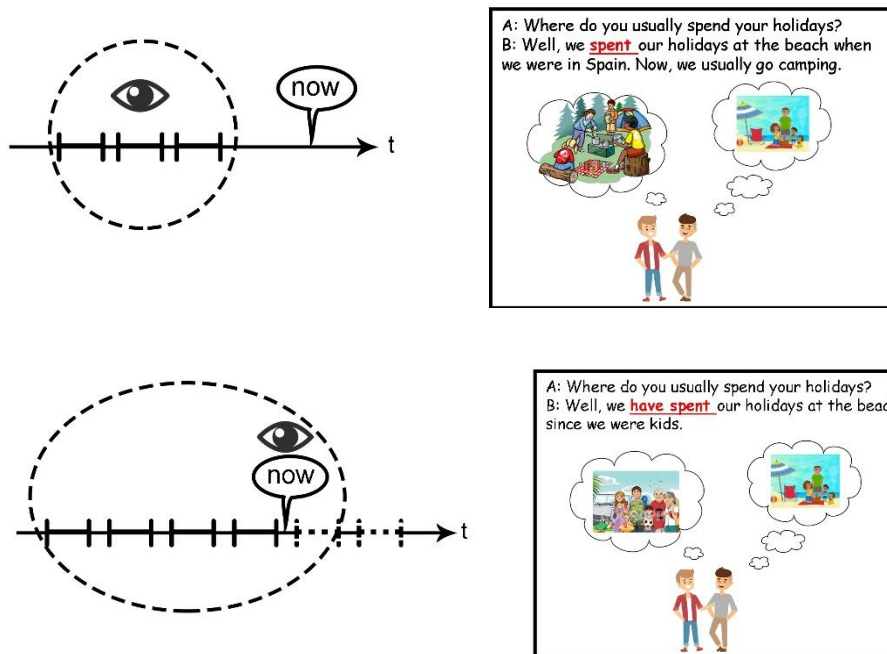 now
t
A: Where do you usually spend your holidays?
B: Well, we spent our holidays at the beach when
we were in Spain. Now, we usually go camping.
now
t
A: Where do you usually spend your holidays?
B: Well, we have spent our holidays at the beac
since we were kids.